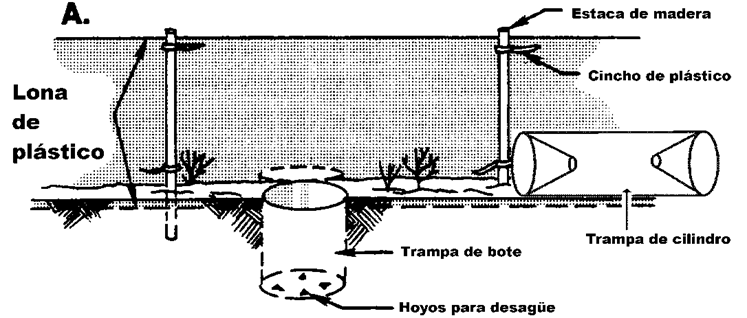 A.
Estaca de madera
Cincho de plástico
Lona
de
plástico
Trampa de cilindro
Trampa de bote
Hoyos para desagüe